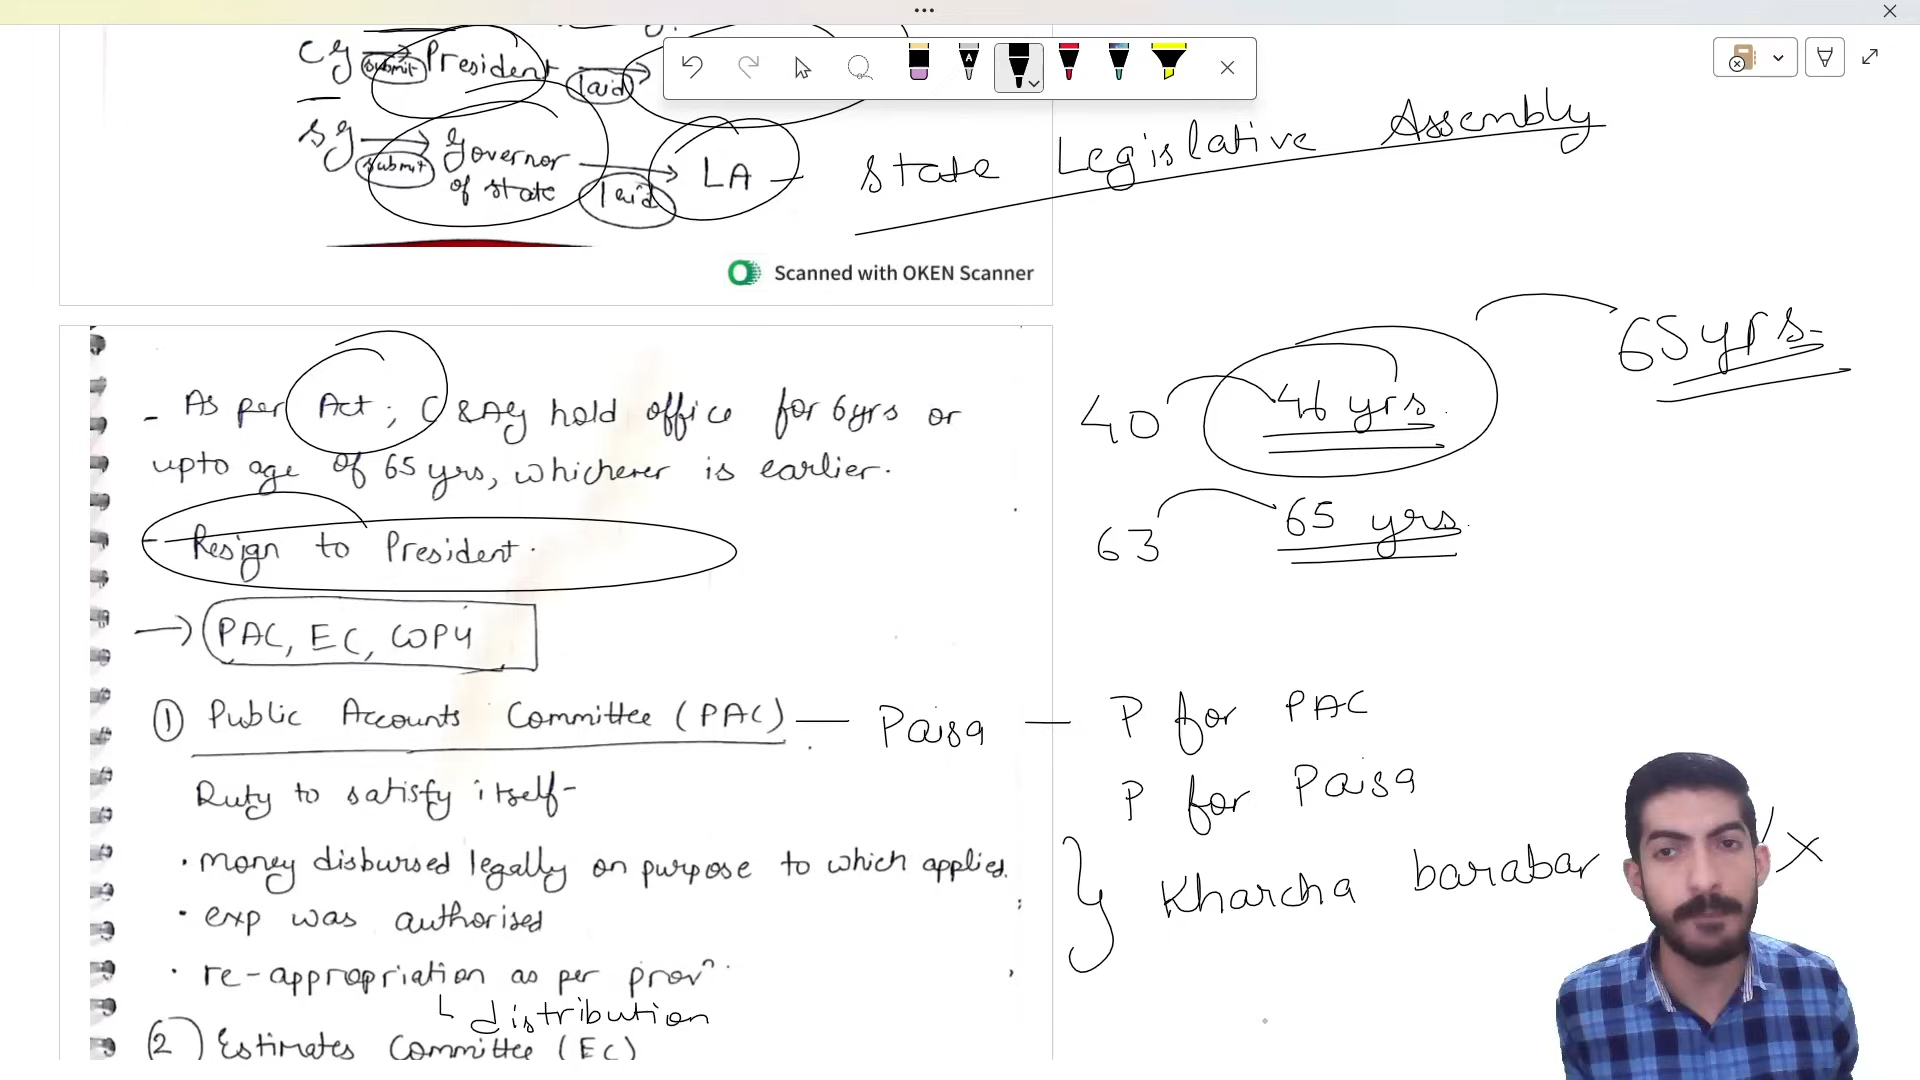 CG submit President laid
SG submit Governor of state laid LA - State Legislative Assembly
Scanned with OKEN Scanner
- As per Act; C&AG hold office for 6yrs or
upto age of 65 yrs, whichever is earlier.
40 46 yrs. 65 yrs.
63 65 yrs.
- Resign to President.
→ PAC, EC, COPU
① Public Accounts Committee (PAC) — Paisa — P for PAC
P for Paisa
Duty to satisfy itself-
• money disbursed legally on purpose to which applied.
• exp was authorised
• re-appropriation as per provⁿ.
distribution
} Kharcha barabar / X
② Estimates Committee (EC)